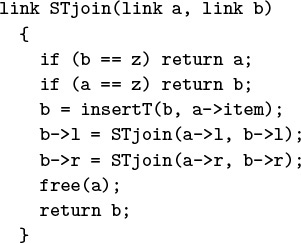 link STjoin(link a, link b)
{
if (b == z) return a;
if (a == z) return b;
b = insertT(b, a->item);
b->l = STjoin(a->l, b->l);
b->r = STjoin(a->r, b->r);
free(a);
return b;
}